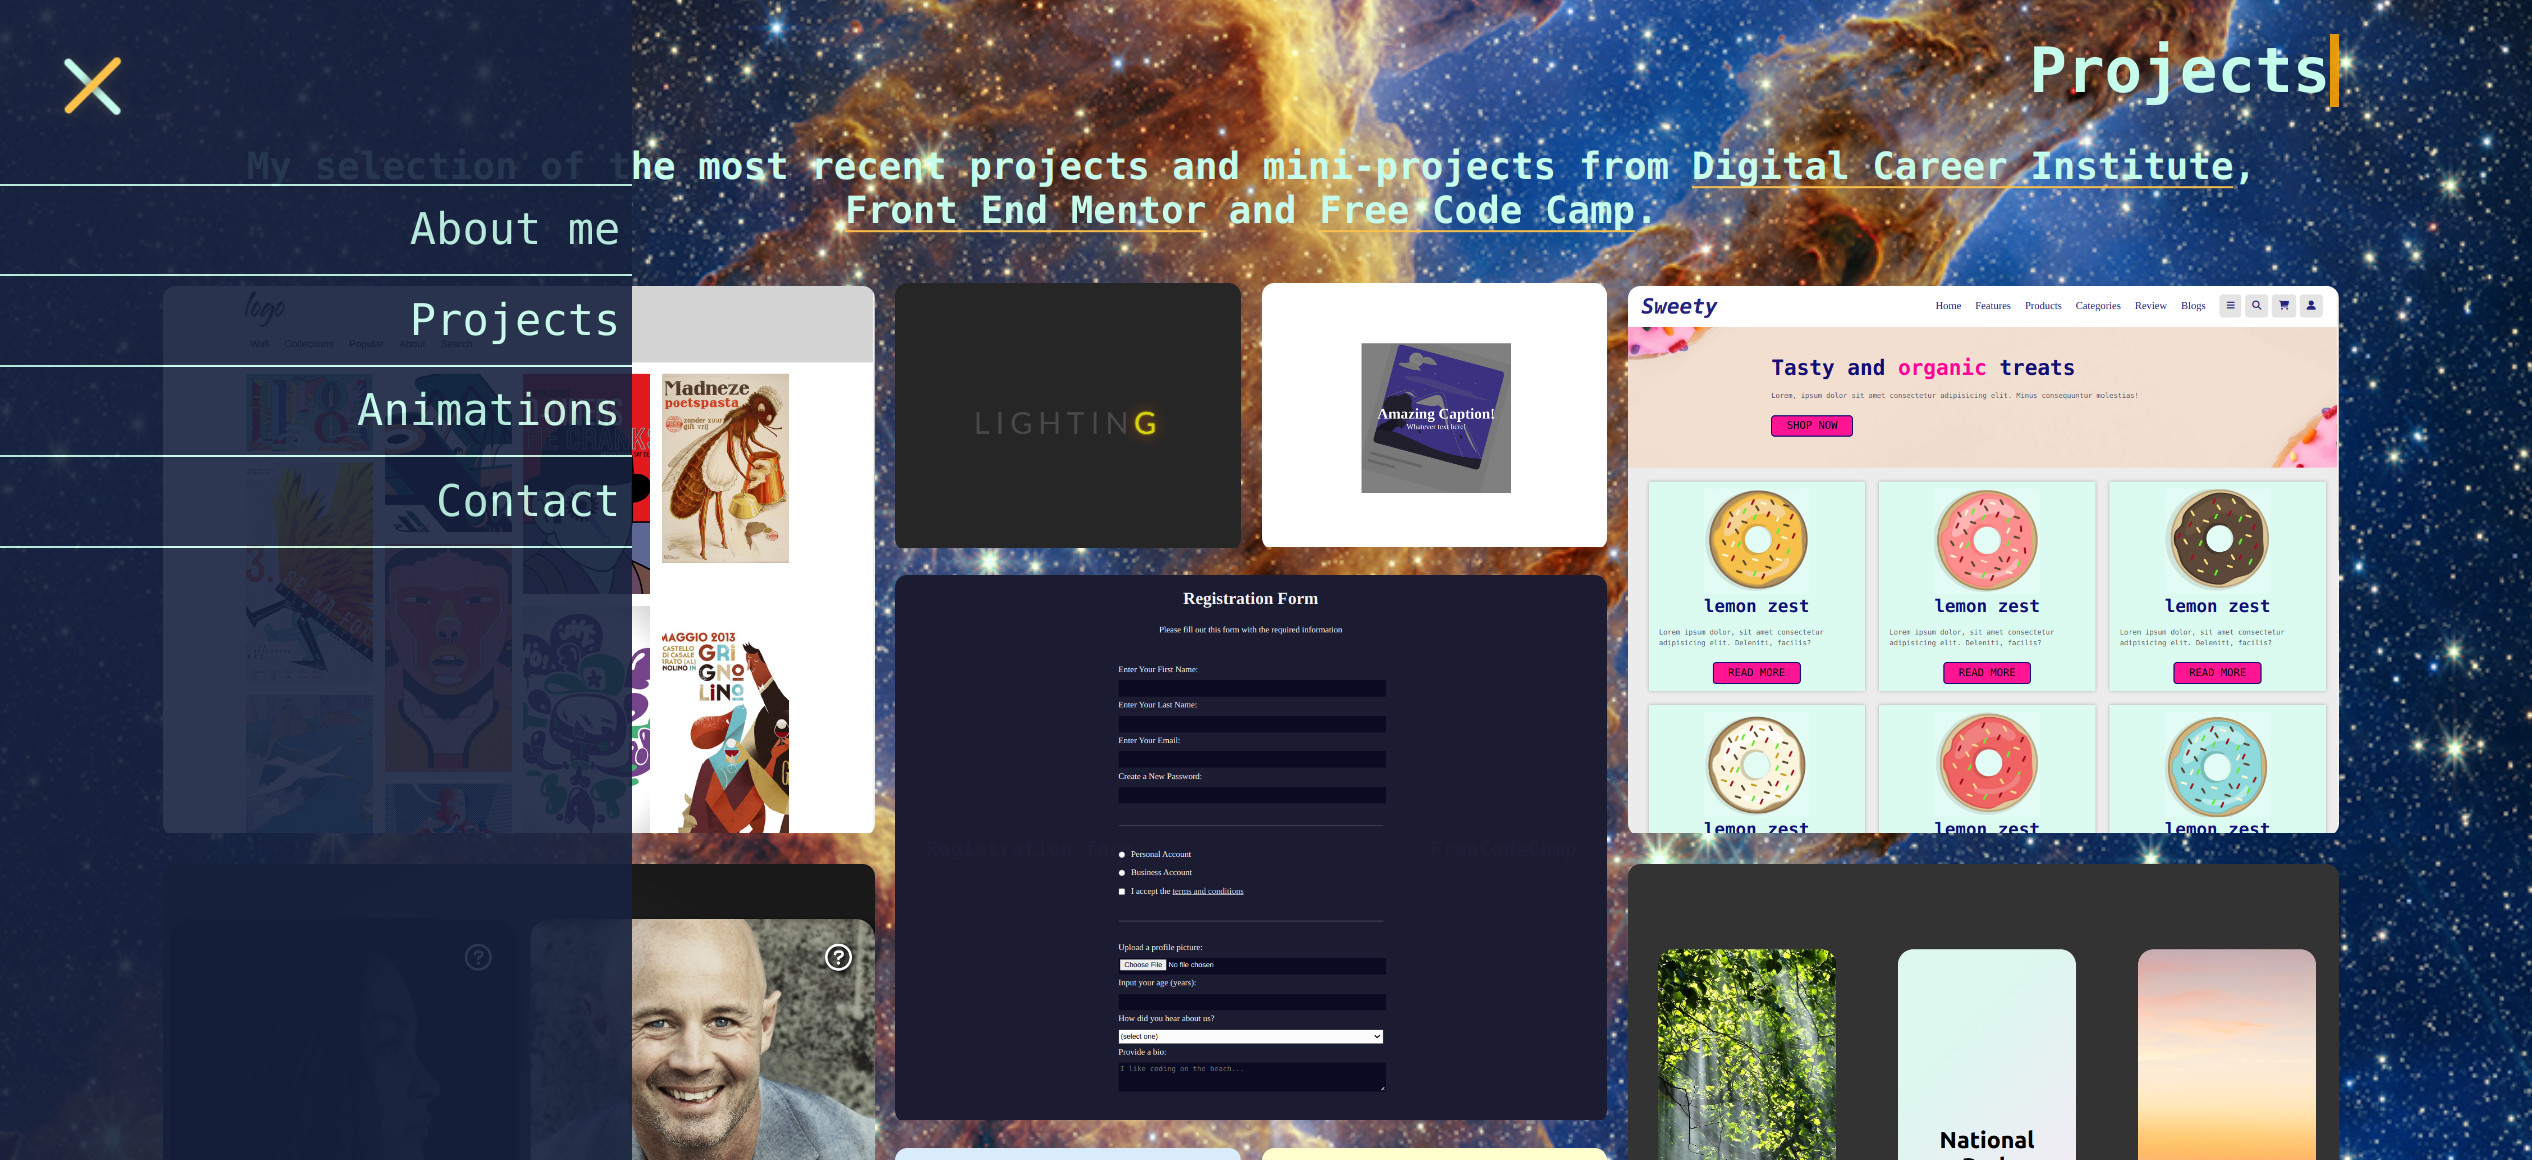 Projects
My selection of the most recent projects and mini-projects from Digital Career Institute,
Front End Mentor and Free Code Camp.
About me
Projects
Animations
Contact
logo
Wall Collections Popular About Search
Madneze
poetspasta
zonder zuur
gift vrij
MAGGIO 2013
CASTELLO
DI CASALE
GRI
GNO
LINO
LIGHTING
Amazing Caption!
Whatever text here!
Registration Form
Please fill out this form with the required information
Enter Your First Name:
Enter Your Last Name:
Enter Your Email:
Create a New Password:
Registration fo
FreeCodeCamp
Personal Account
Business Account
I accept the terms and conditions
Upload a profile picture:
Choose File No file chosen
Input your age (years):
How did you hear about us?
(select one)
Provide a bio:
I like coding on the beach...
Sweety
Home Features Products Categories Review Blogs
Tasty and organic treats
Lorem, ipsum dolor sit amet consectetur adipisicing elit. Minus consequuntur molestias!
SHOP NOW
lemon zest
Lorem ipsum dolor, sit amet consectetur
adipisicing elit. Deleniti, facilis?
READ MORE
lemon zest
Lorem ipsum dolor, sit amet consectetur
adipisicing elit. Deleniti, facilis?
READ MORE
lemon zest
Lorem ipsum dolor, sit amet consectetur
adipisicing elit. Deleniti, facilis?
READ MORE
lemon zest
lemon zest
lemon zest
?
?
National